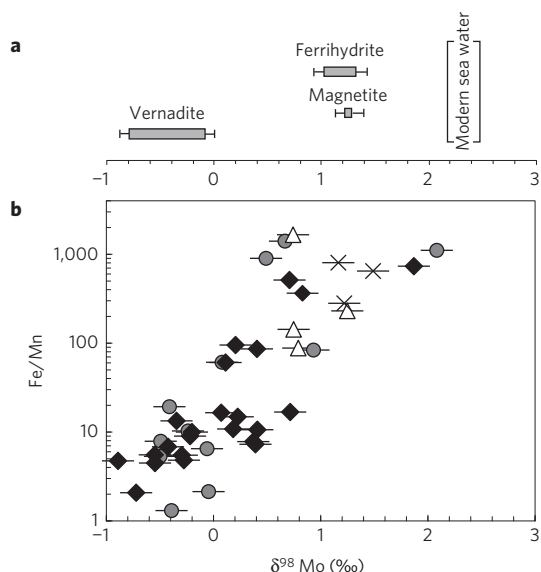 a
Ferrihydrite
Magnetite
Vernadite
Modern sea water
−1 0 1 2 3
b
1,000
100
10
1
Fe/Mn
−1 0 1 2 3
δ⁹⁸ Mo (‰)